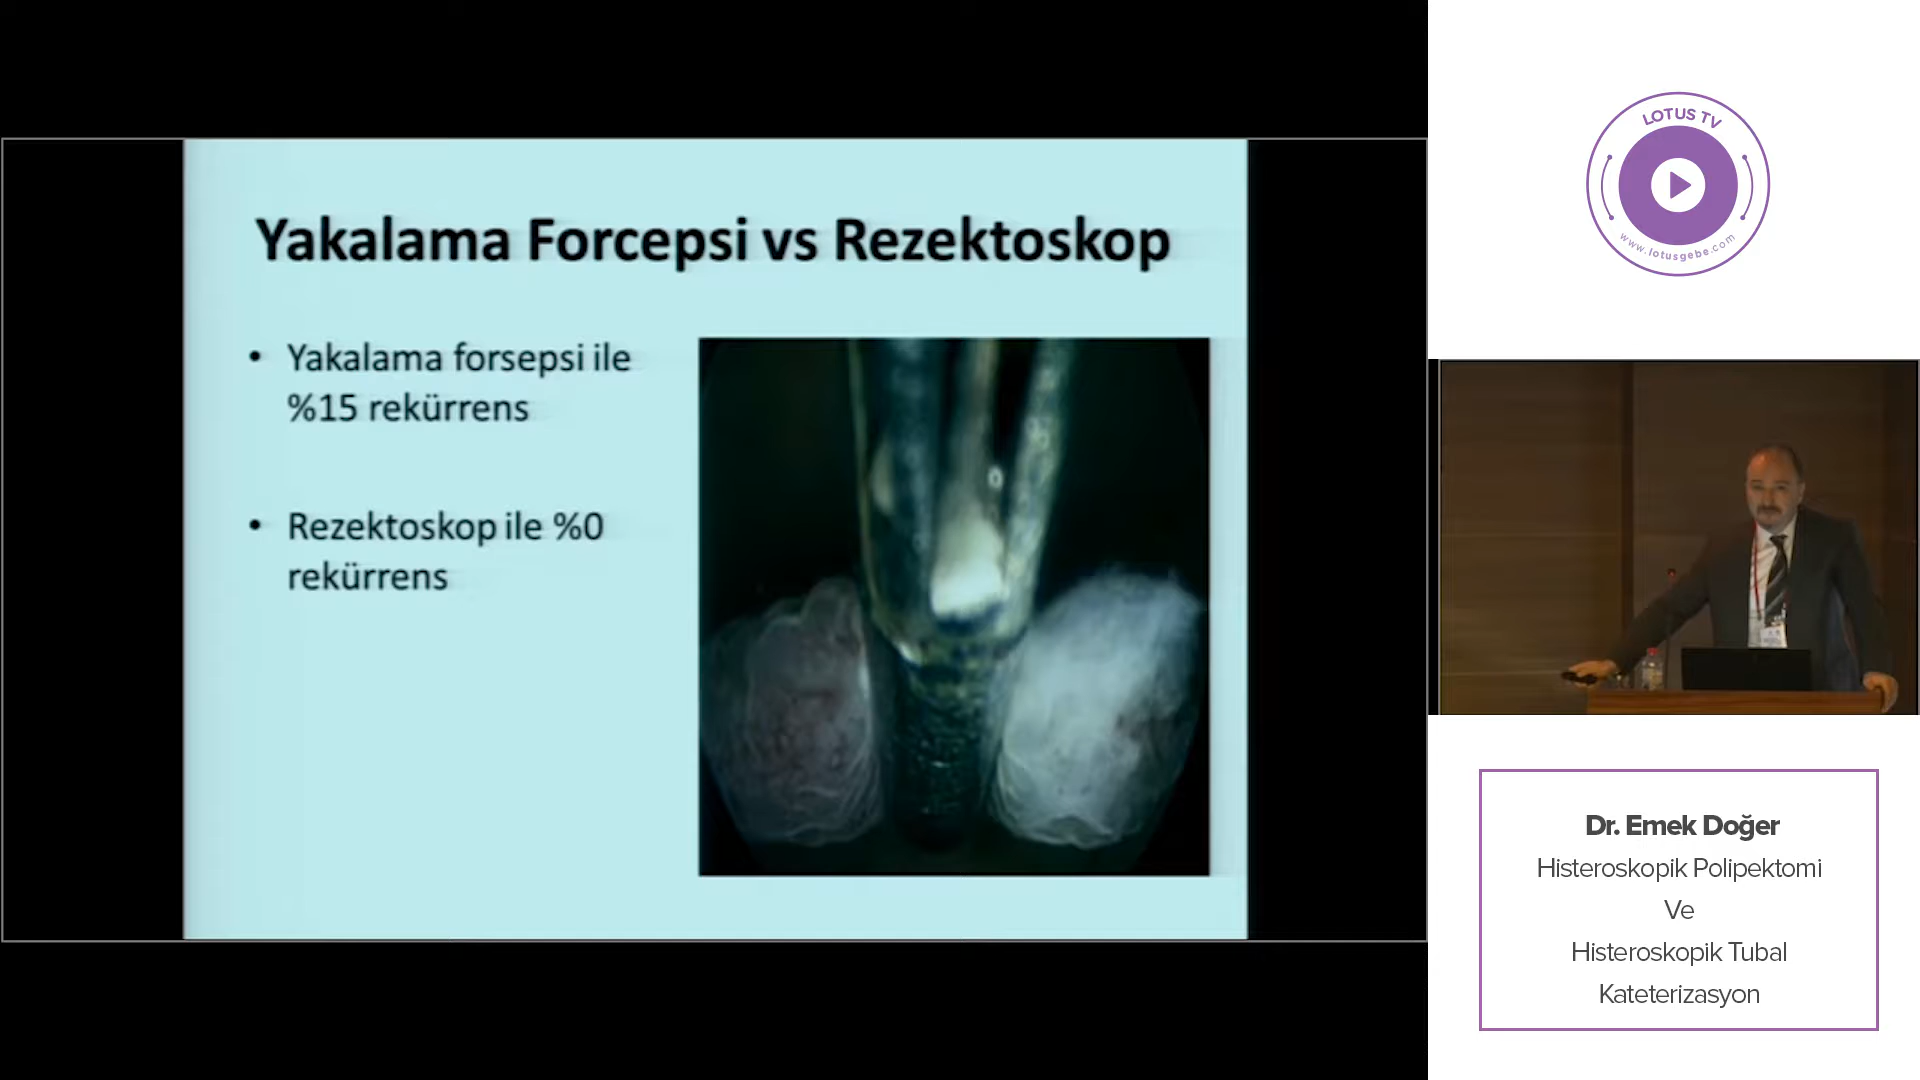 Yakalama Forcepsi vs Rezektoskop
• Yakalama forsepsi ile
%15 rekürrens
• Rezektoskop ile %0
rekürrens
LOTUS TV
www.lotusgebe.com
Dr. Emek Doğer
Histeroskopik Polipektomi
Ve
Histeroskopik Tubal
Kateterizasyon